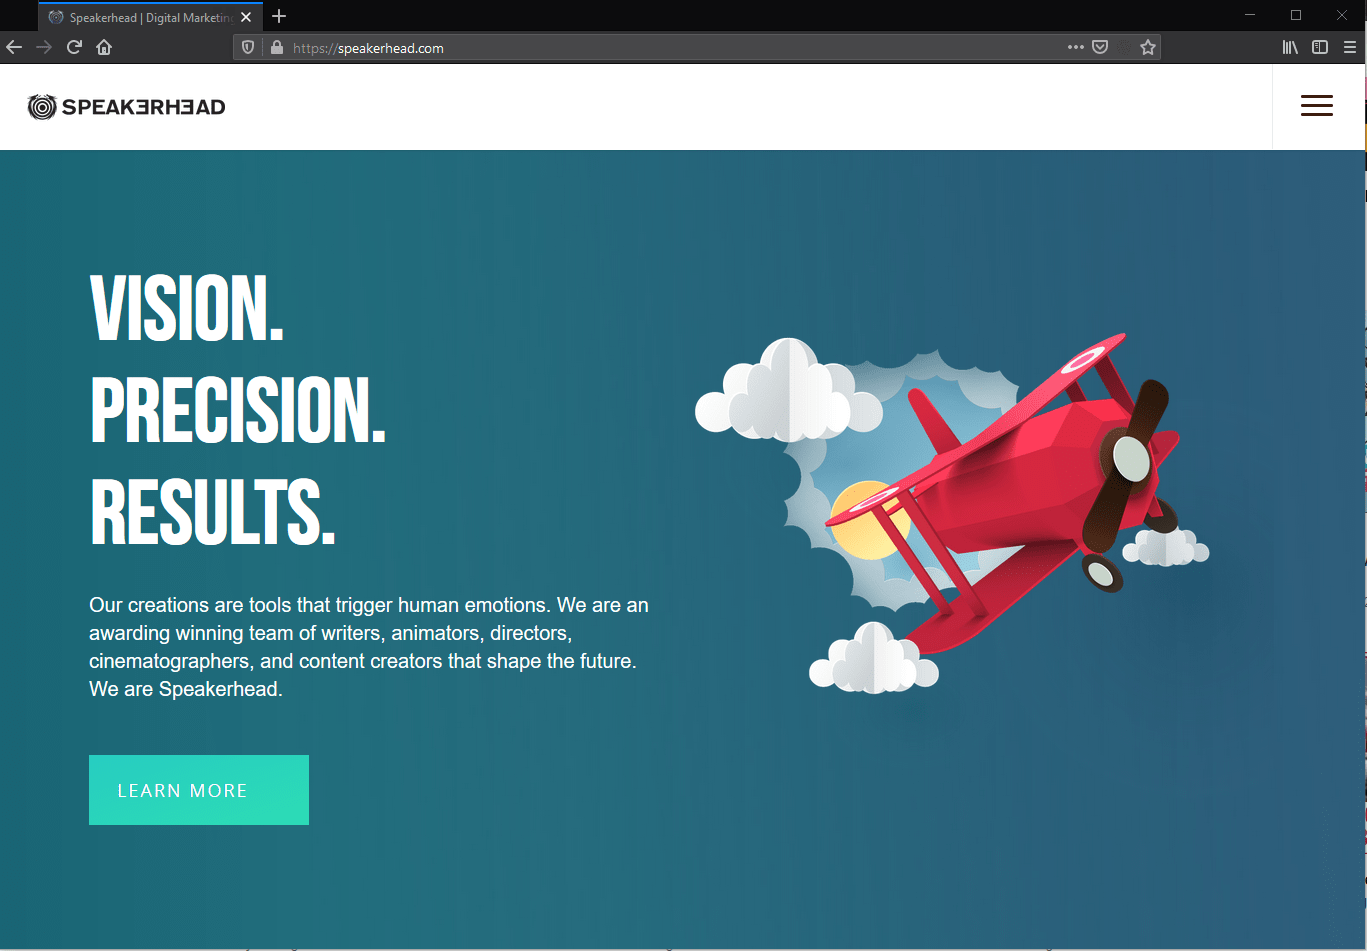 Speakerhead | Digital Marketing
https://speakerhead.com
SPEAKƎRHƎAD
VISION.
PRECISION.
RESULTS.
Our creations are tools that trigger human emotions. We are an
awarding winning team of writers, animators, directors,
cinematographers, and content creators that shape the future.
We are Speakerhead.
LEARN MORE